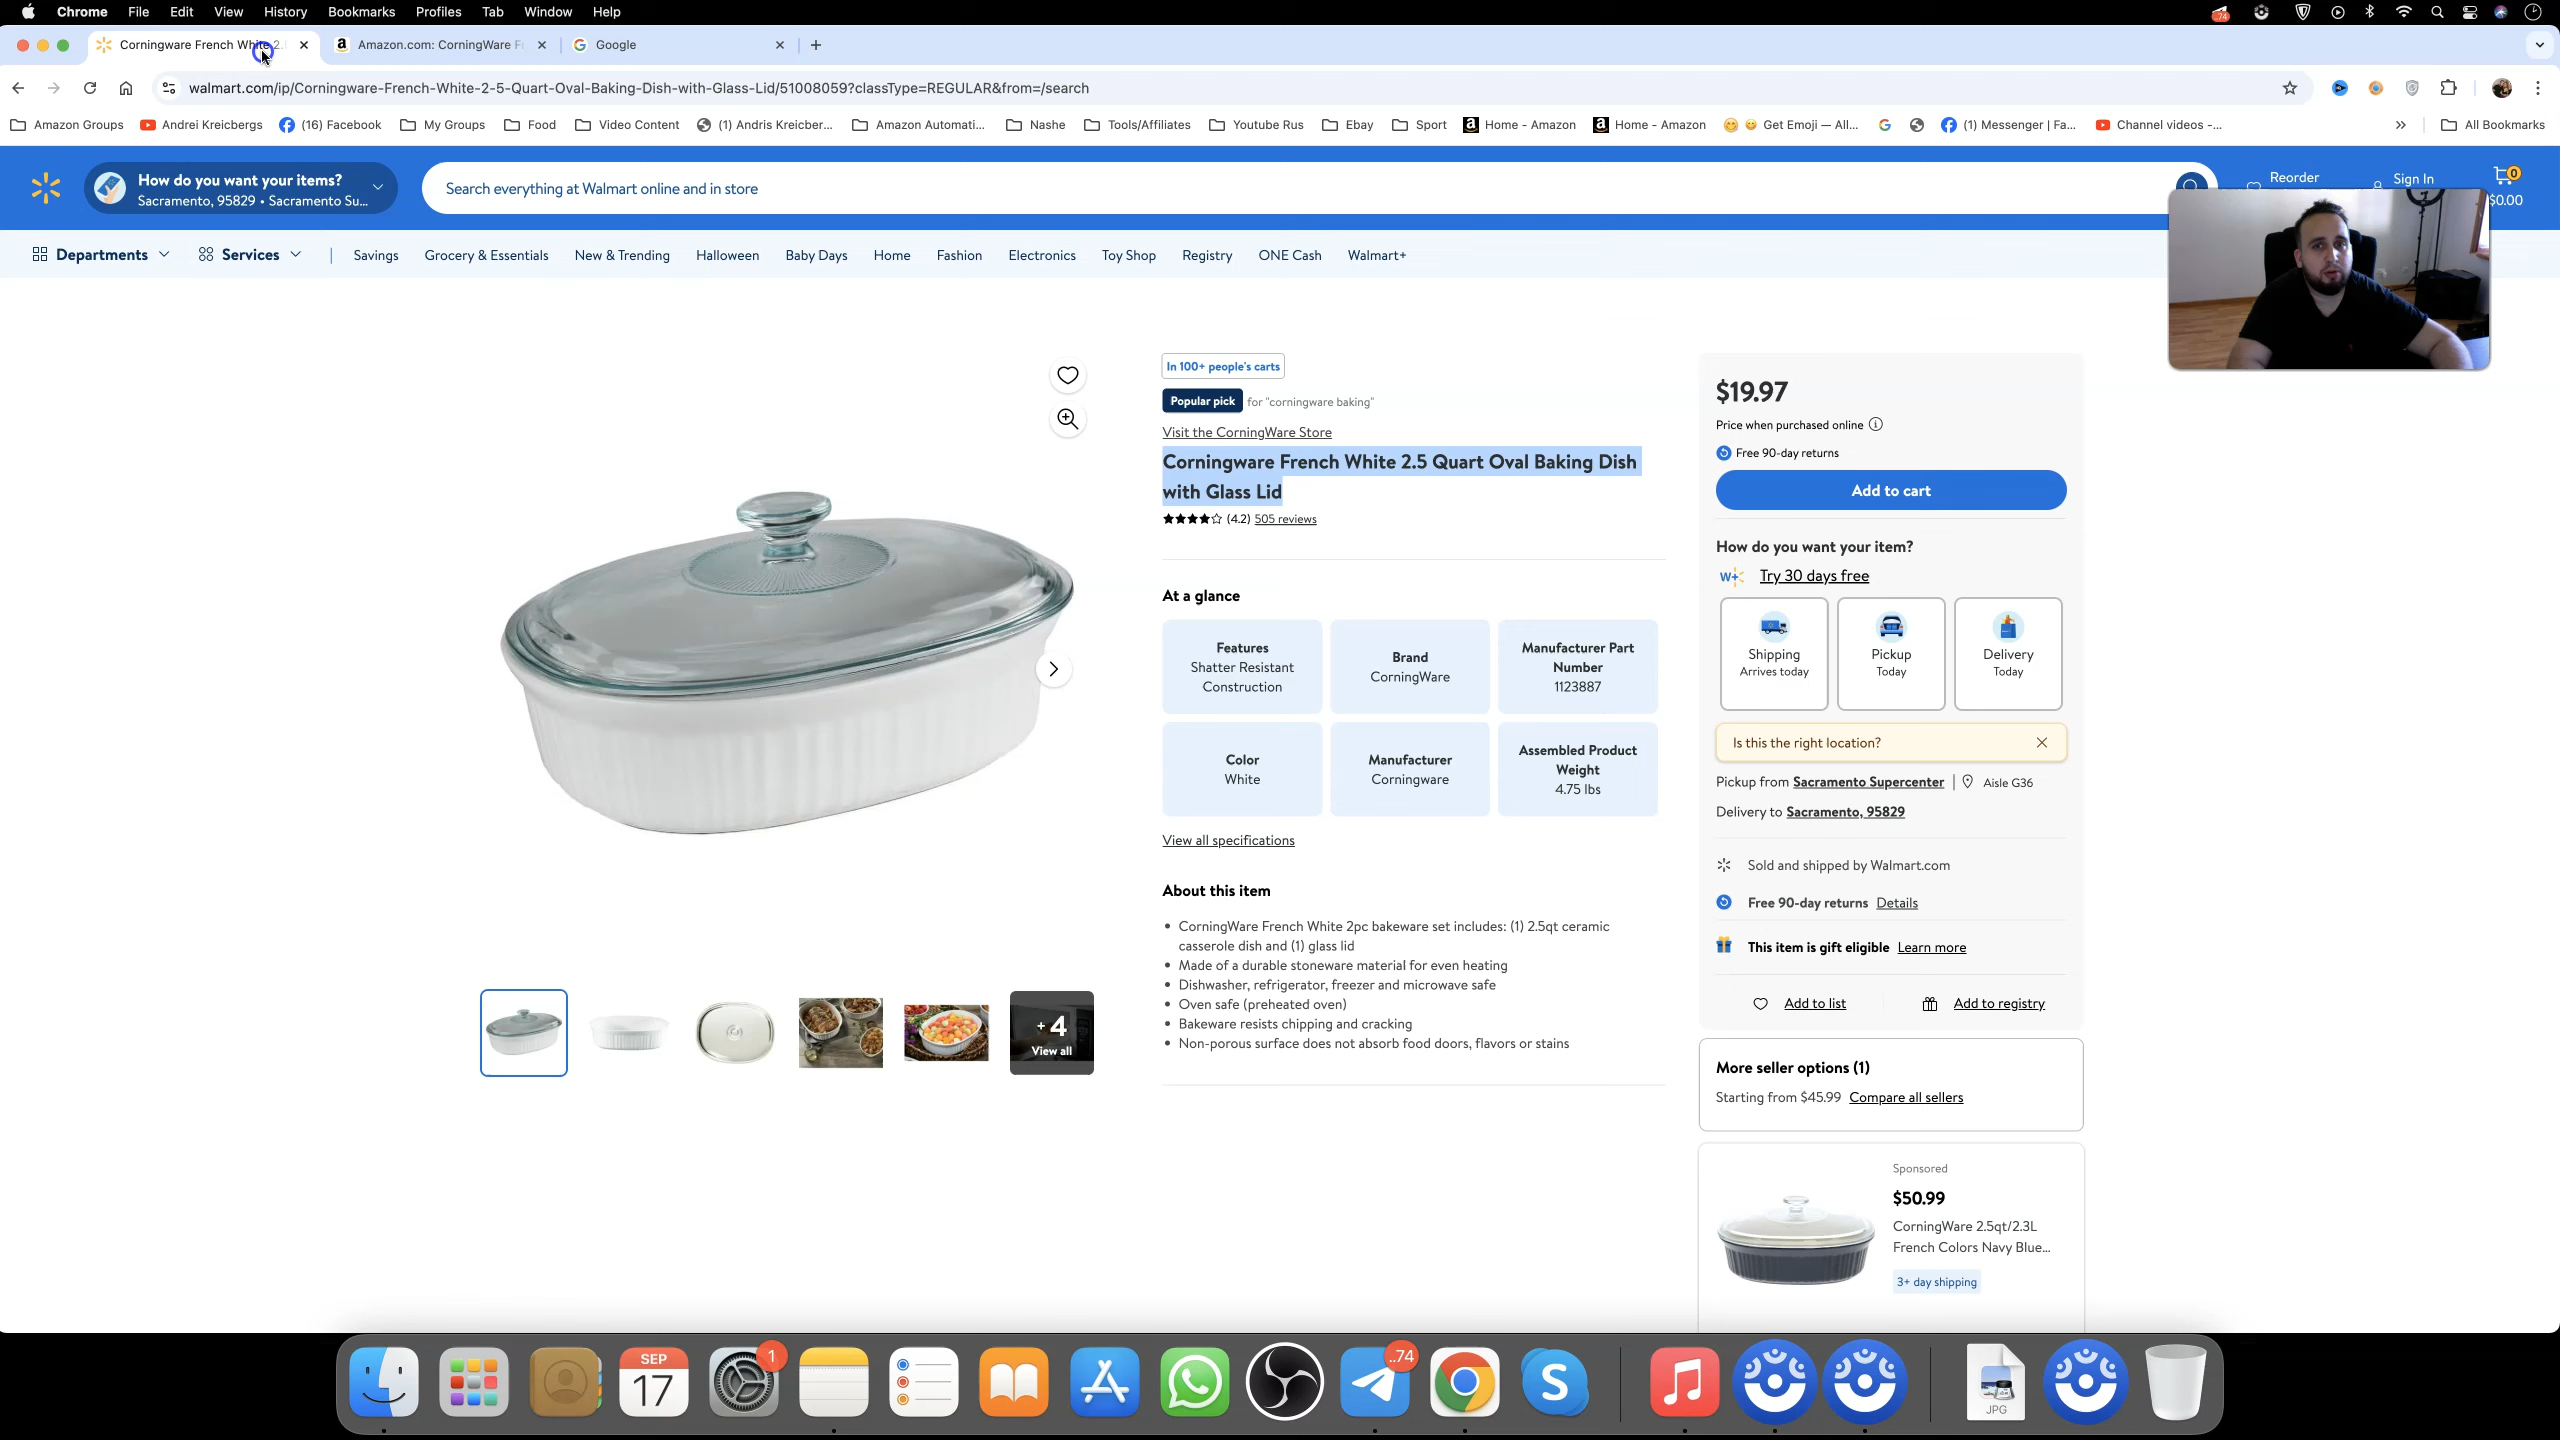 Chrome File Edit View History Bookmarks Profiles Tab Window Help
Corningware French White 2. Amazon.com: CorningWare F Google
walmart.com/ip/Corningware-French-White-2-5-Quart-Oval-Baking-Dish-with-Glass-Lid/51008059?classType=REGULAR&from=/search
Amazon Groups Andrei Kreicbergs (16) Facebook My Groups Food Video Content (1) Andris Kreicber... Amazon Automati... Nashe Tools/Affiliates Youtube Rus Ebay Sport Home - Amazon Home - Amazon Get Emoji — All... (1) Messenger | Fa... Channel videos -... » All Bookmarks
How do you want your items?
Sacramento, 95829 • Sacramento Su...
Search everything at Walmart online and in store
Reorder
Sign In
0
$0.00
Departments Services Savings Grocery & Essentials New & Trending Halloween Baby Days Home Fashion Electronics Toy Shop Registry ONE Cash Walmart+
In 100+ people's carts
Popular pick for "corningware baking"
Visit the CorningWare Store
Corningware French White 2.5 Quart Oval Baking Dish
with Glass Lid
(4.2) 505 reviews
At a glance
Features
Shatter Resistant
Construction
Brand
CorningWare
Manufacturer Part
Number
1123887
Color
White
Manufacturer
Corningware
Assembled Product
Weight
4.75 lbs
View all specifications
About this item
• CorningWare French White 2pc bakeware set includes: (1) 2.5qt ceramic
casserole dish and (1) glass lid
• Made of a durable stoneware material for even heating
• Dishwasher, refrigerator, freezer and microwave safe
• Oven safe (preheated oven)
• Bakeware resists chipping and cracking
• Non-porous surface does not absorb food doors, flavors or stains
+ 4
View all
$19.97
Price when purchased online
Free 90-day returns
Add to cart
How do you want your item?
W+ Try 30 days free
Shipping
Arrives today
Pickup
Today
Delivery
Today
Is this the right location?
Pickup from Sacramento Supercenter | Aisle G36
Delivery to Sacramento, 95829
Sold and shipped by Walmart.com
Free 90-day returns Details
This item is gift eligible Learn more
Add to list Add to registry
More seller options (1)
Starting from $45.99 Compare all sellers
Sponsored
$50.99
CorningWare 2.5qt/2.3L
French Colors Navy Blue...
3+ day shipping
SEP
17
1
..74
JPG